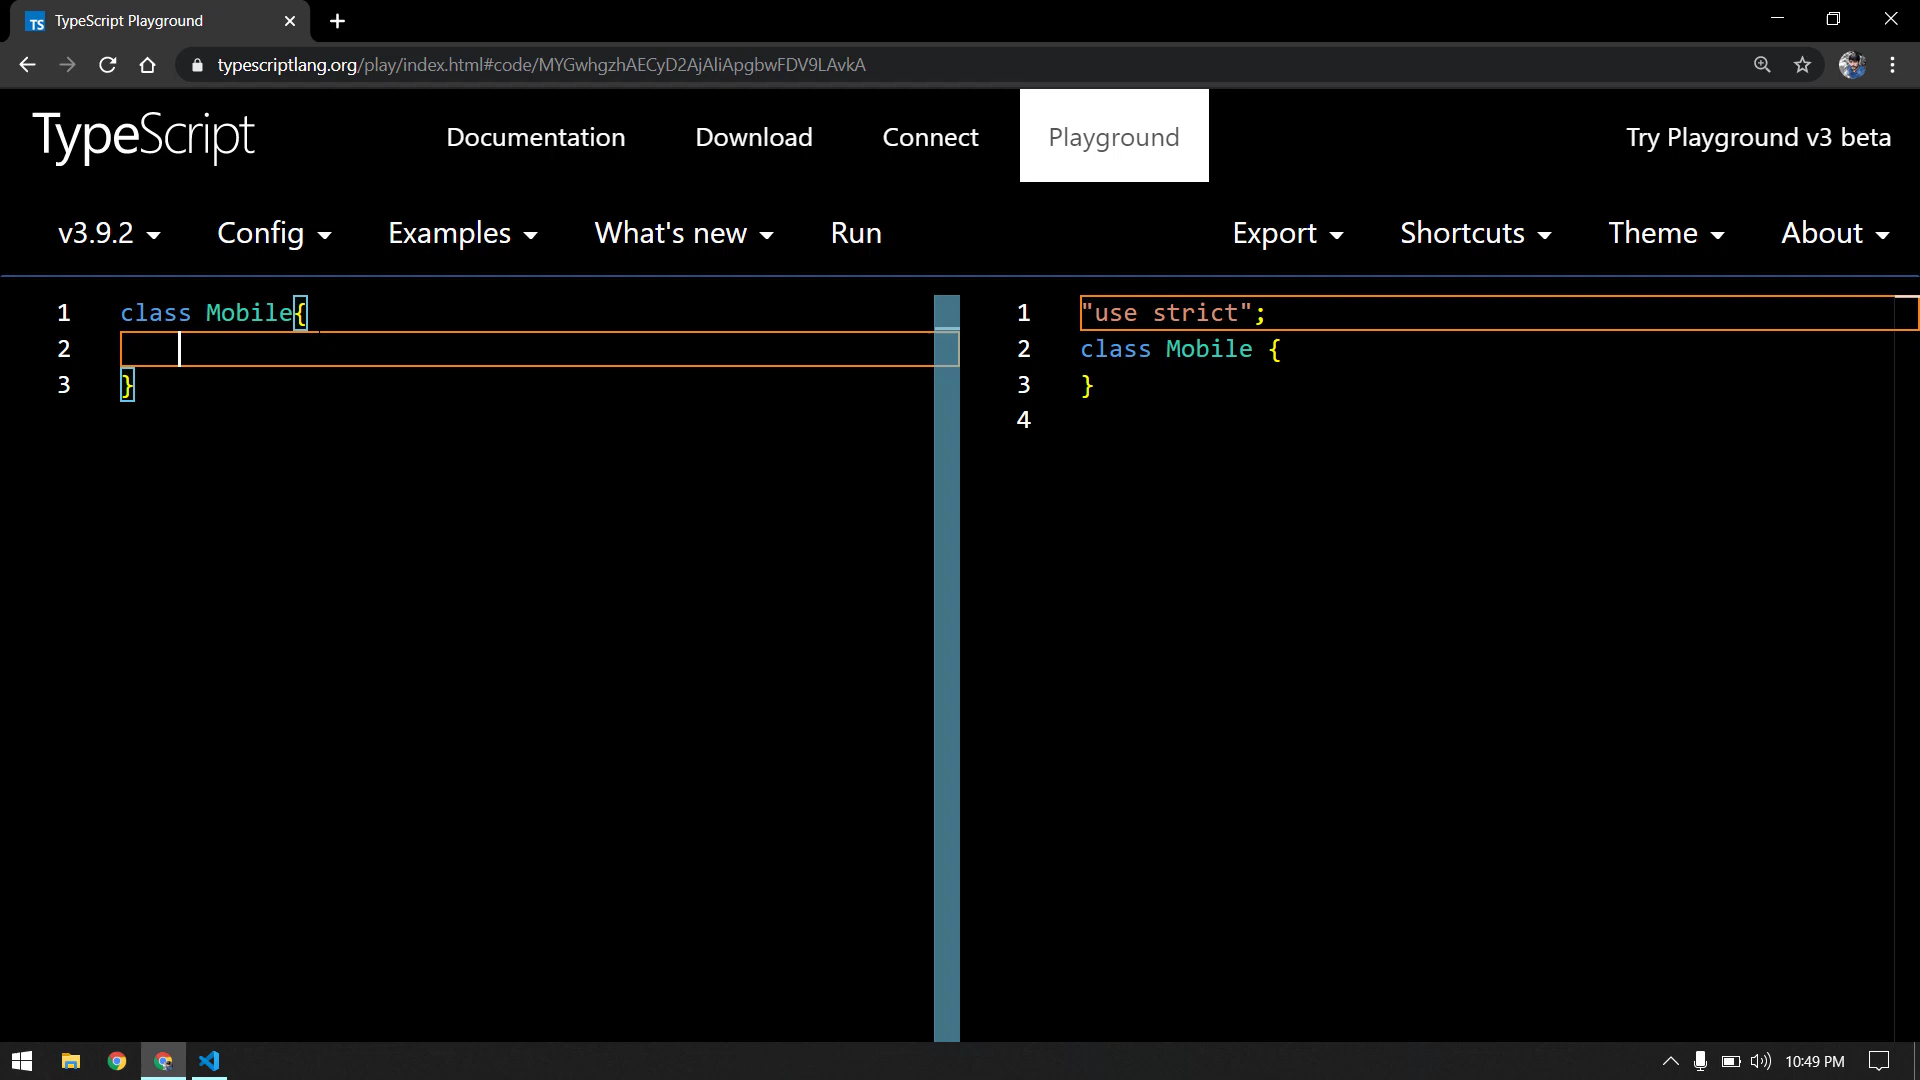 TypeScript Playground
typescriptlang.org/play/index.html#code/MYGwhgzhAECyD2AjAliApgbwFDV9LAvkA
TypeScript Documentation Download Connect Playground Try Playground v3 beta
v3.9.2 Config Examples What's new Run Export Shortcuts Theme About
1 class Mobile{
2
3 }
1 "use strict";
2 class Mobile {
3 }
4
10:49 PM